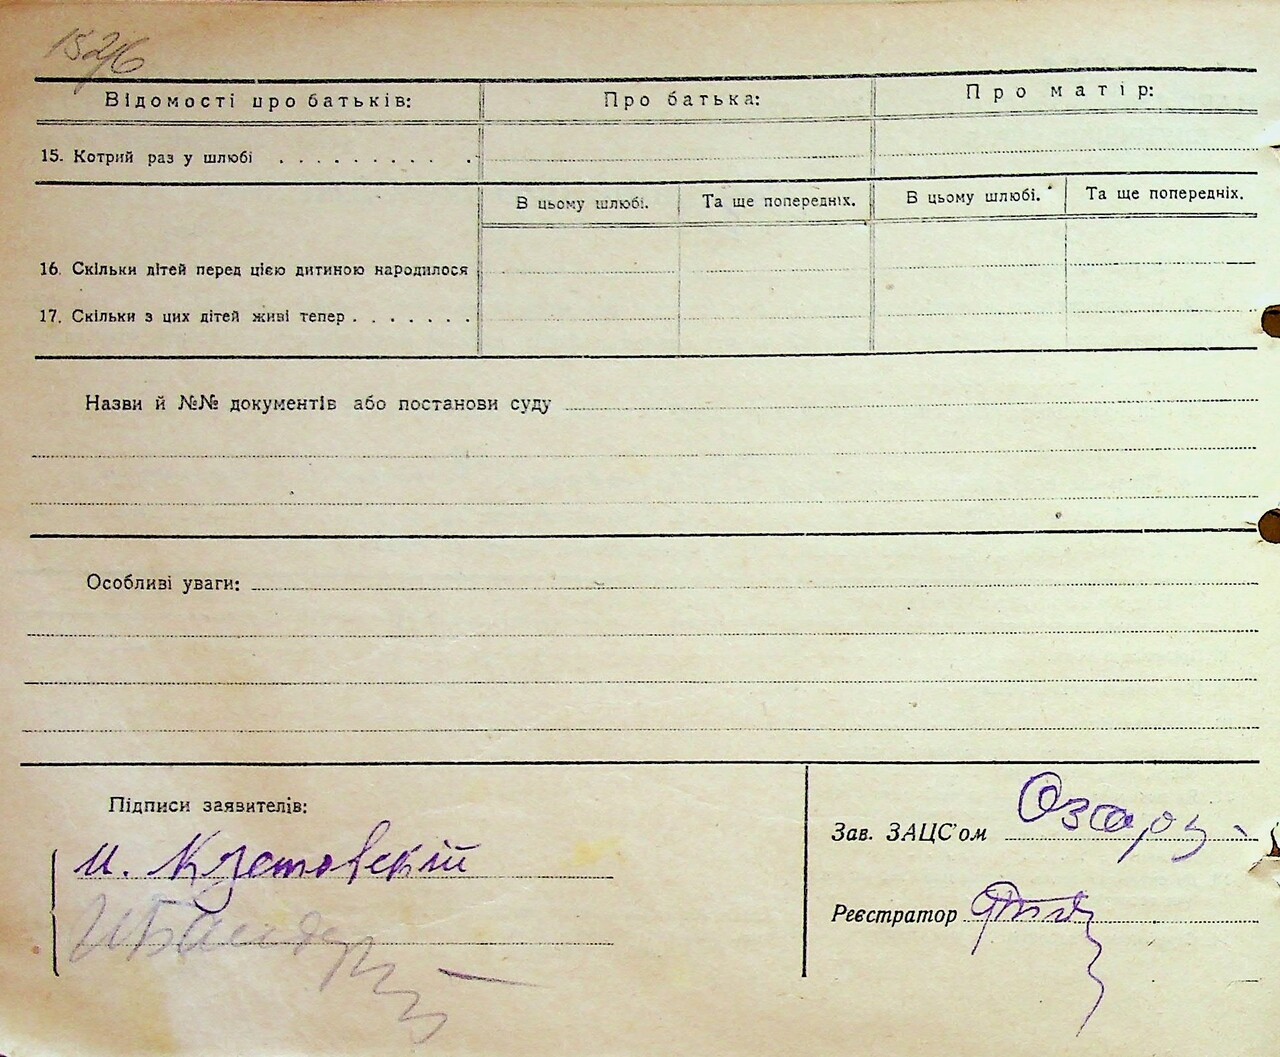 152/6
Відомості про батьків: Про батька: Про матір:
15. Котрий раз у шлюбі . . . . . . . . . .
В цьому шлюбі. Та ще попередніх. В цьому шлюбі. Та ще попередніх.
16. Скільки дітей перед цією дитиною народилося
17. Скільки з цих дітей живі тепер . . . . . . .
Назви й №№ документів або постанови суду
Особливі уваги:
Підписи заявителів:
Зав. ЗАЦС'ом
И.
Реєстратор